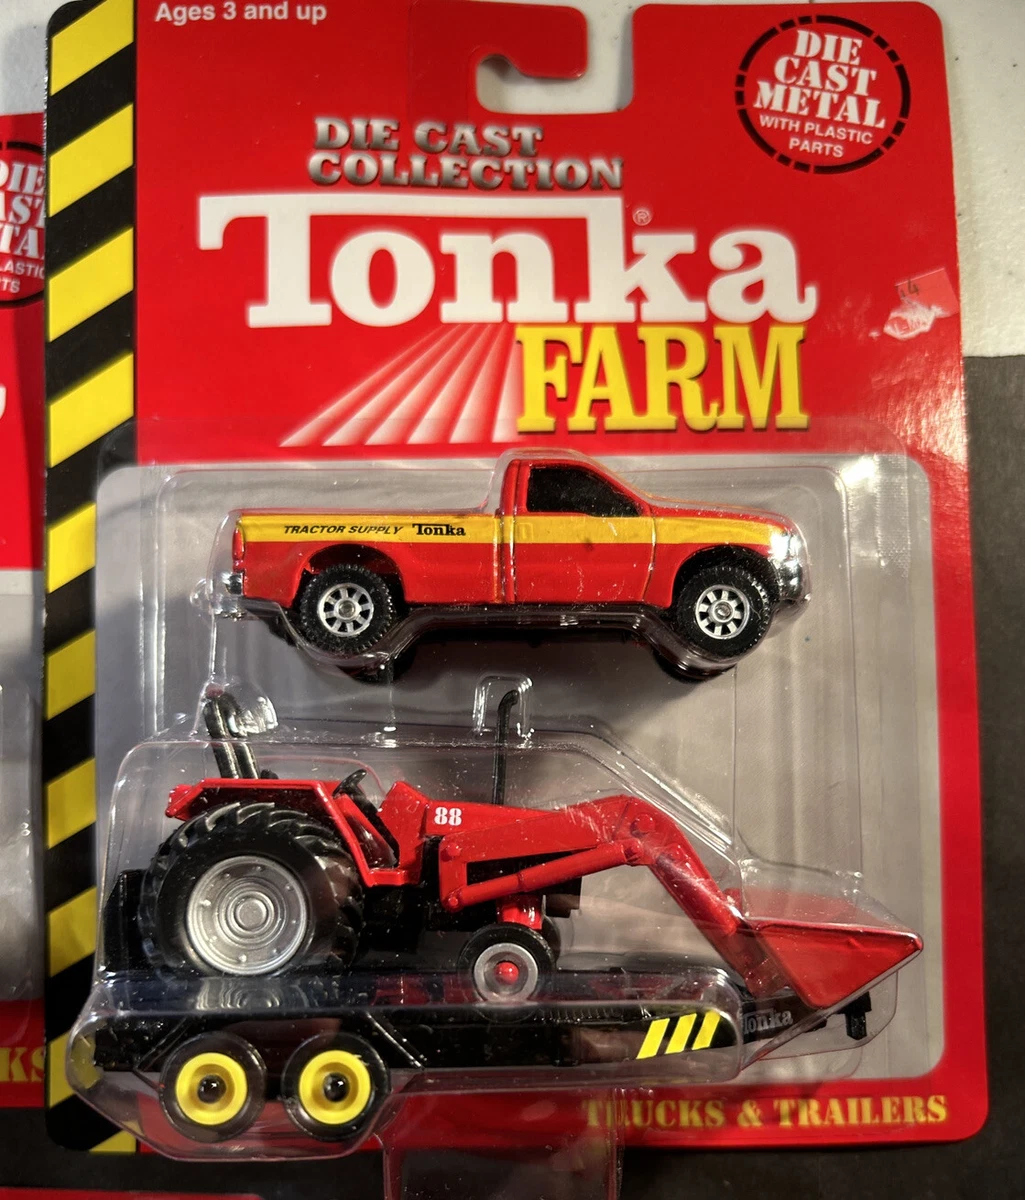 Ages 3 and up
DIE
CAST
METAL
WITH PLASTIC
PARTS
DIE CAST
COLLECTION
Tonka®
FARM
TRACTOR SUPPLY Tonka
88
Tonka
TRUCKS & TRAILERS